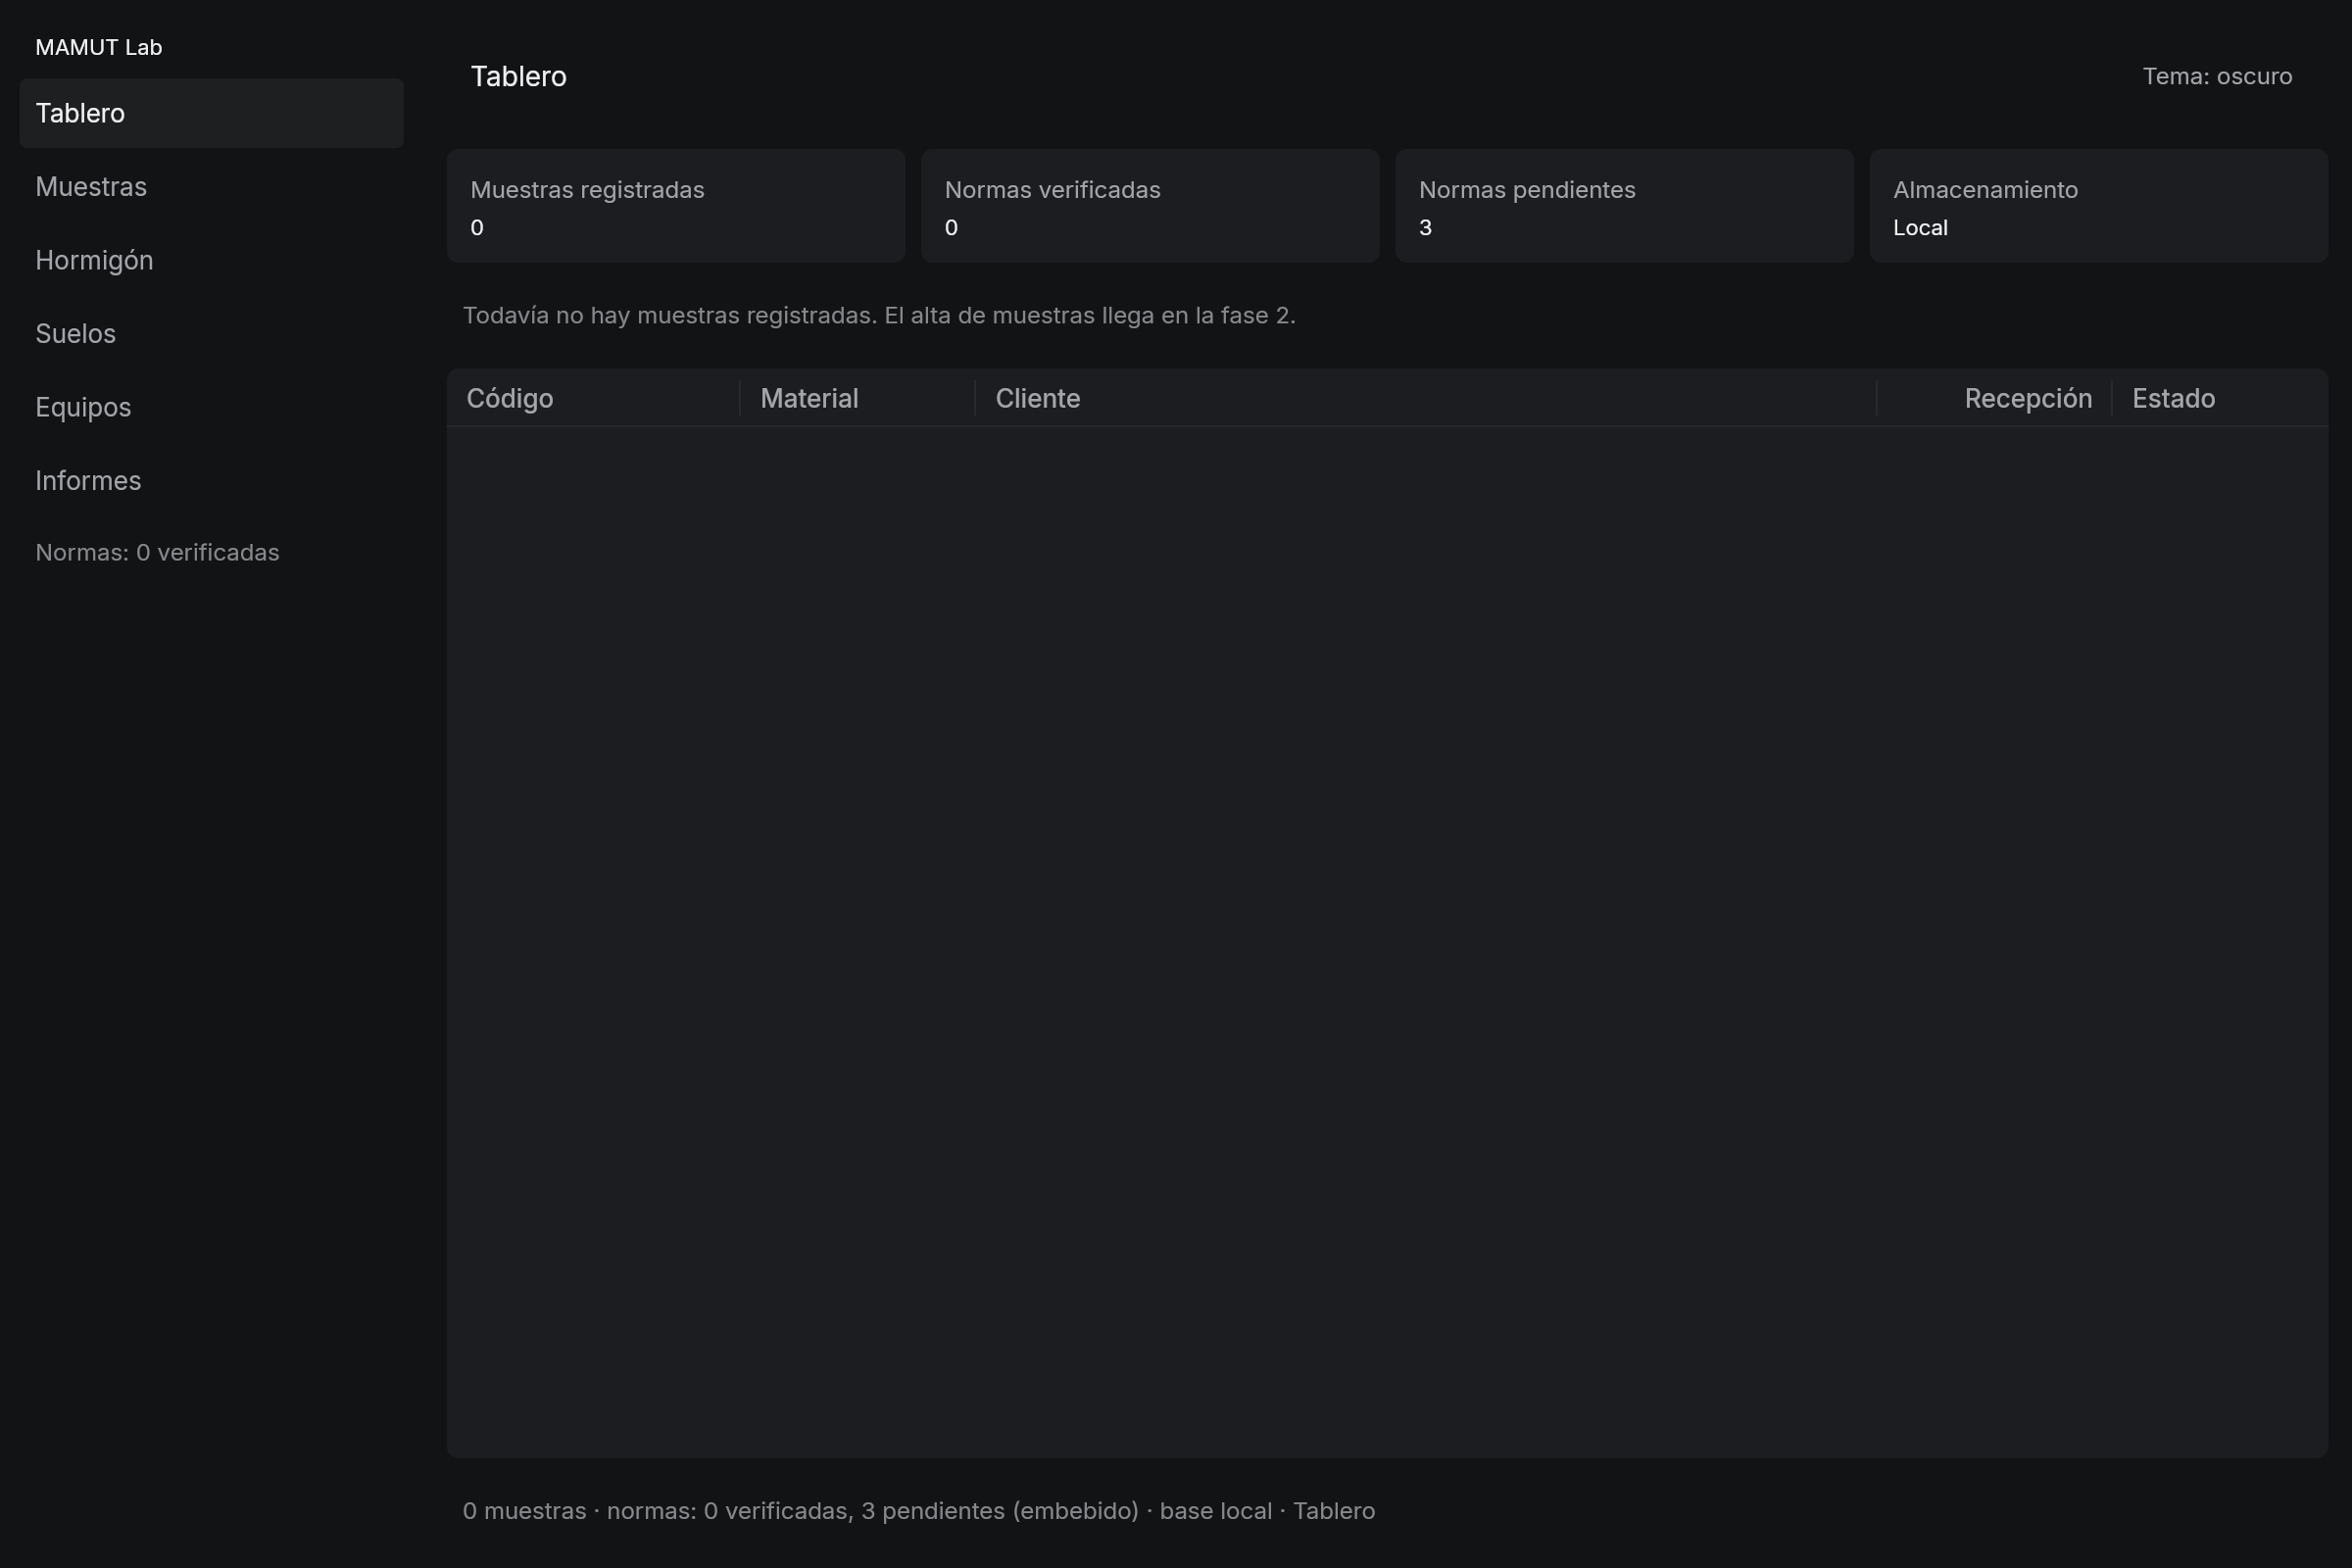 MAMUT Lab
Tablero
Muestras
Hormigón
Suelos
Equipos
Informes
Normas: 0 verificadas
Tablero
Tema: oscuro
Muestras registradas
0
Normas verificadas
0
Normas pendientes
3
Almacenamiento
Local
Todavía no hay muestras registradas. El alta de muestras llega en la fase 2.
Código Material Cliente Recepción Estado
0 muestras · normas: 0 verificadas, 3 pendientes (embebido) · base local · Tablero